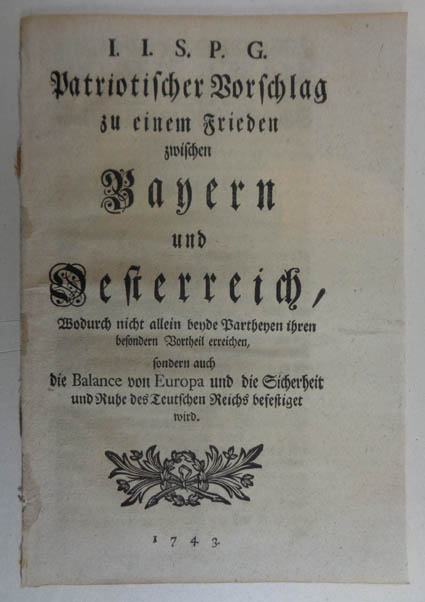 I. I. S. P. G.
Patriotischer Vorschlag
zu einem Frieden
zwischen
Bayern
und
Oesterreich,
Wodurch nicht allein beyde Partheyen ihren
besondern Vortheil erreichen,
sondern auch
die Balance von Europa und die Sicherheit
und Ruhe des Teutschen Reichs befestiget
wird.
1743.